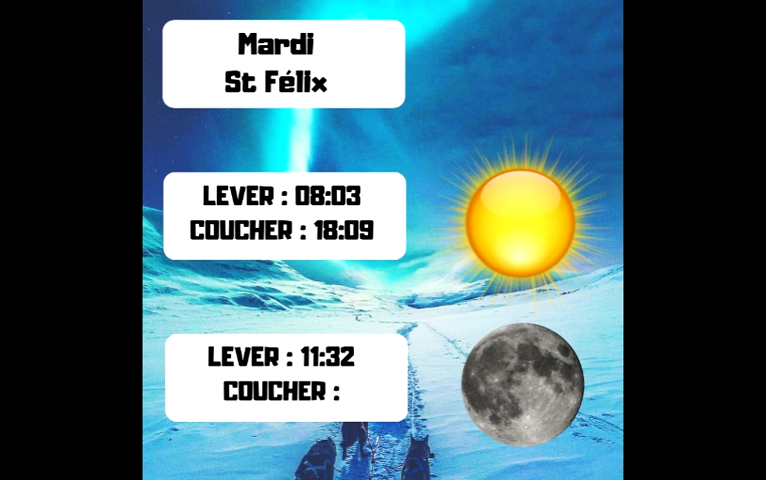 Mardi
St Félix
LEVER : 08:03
COUCHER : 18:09
LEVER : 11:32
COUCHER :